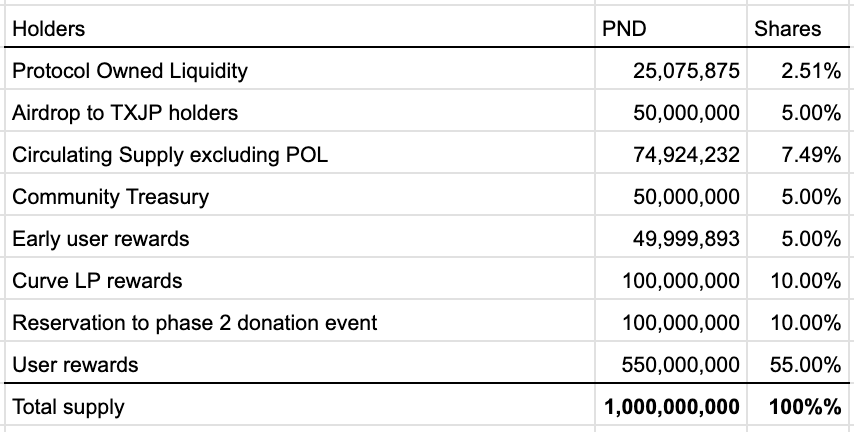 Holders PND Shares
Protocol Owned Liquidity 25,075,875 2.51%
Airdrop to TXJP holders 50,000,000 5.00%
Circulating Supply excluding POL 74,924,232 7.49%
Community Treasury 50,000,000 5.00%
Early user rewards 49,999,893 5.00%
Curve LP rewards 100,000,000 10.00%
Reservation to phase 2 donation event 100,000,000 10.00%
User rewards 550,000,000 55.00%
Total supply 1,000,000,000 100%%